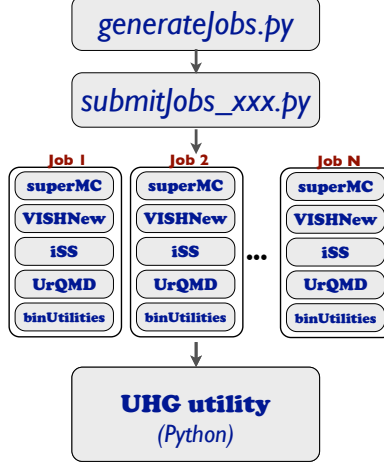 generateJobs.py
submitJobs_xxx.py
Job 1
superMC
VISHNew
iSS
UrQMD
binUtilities
Job 2
superMC
VISHNew
iSS
UrQMD
binUtilities
...
Job N
superMC
VISHNew
iSS
UrQMD
binUtilities
UHG utility
(Python)